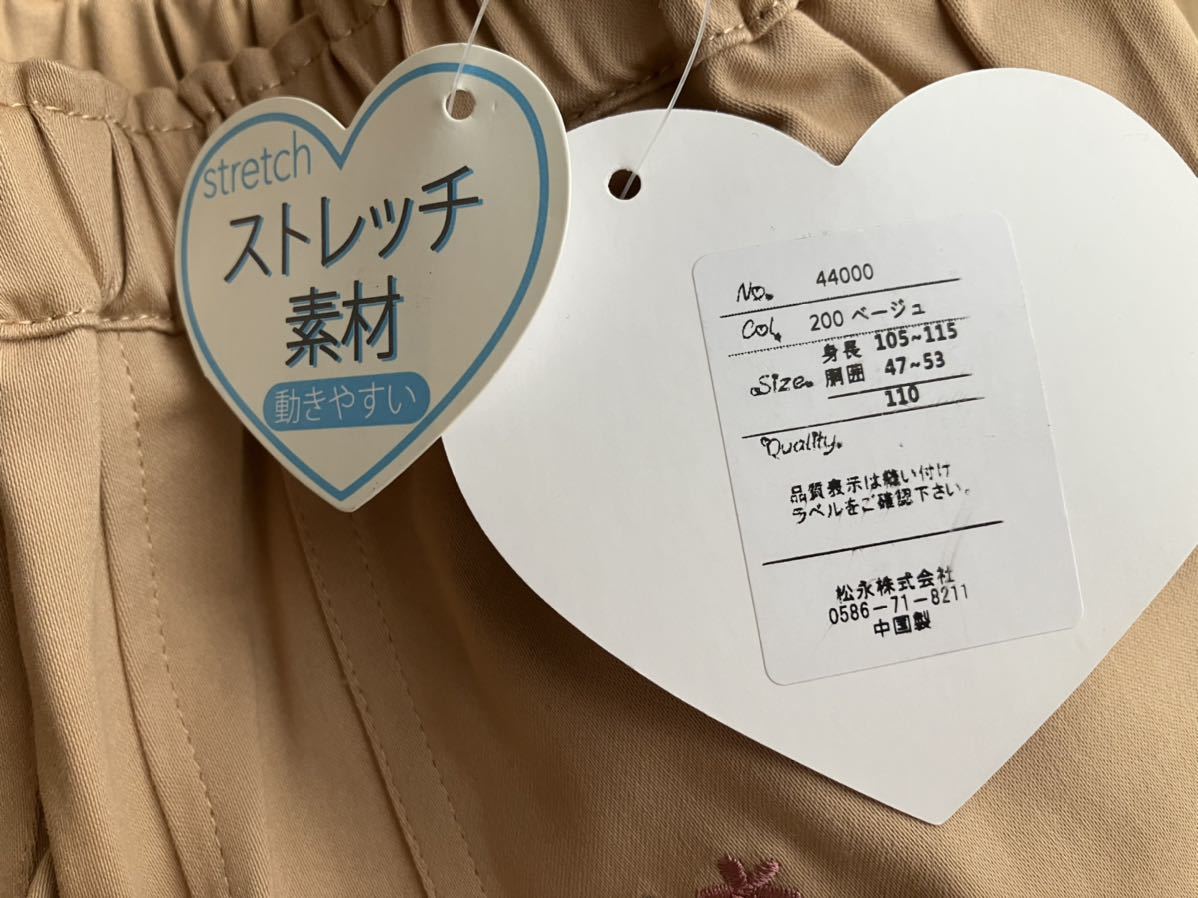 stretch
ストレッチ
素材
動きやすい
No. 44000
Col. 200 ベージュ
身長 105~115
Size. 胴囲 47~53
110
Quality.
品質表示は縫い付け
ラベルをご確認下さい。
松永株式会社
0586-71-8211
中国製